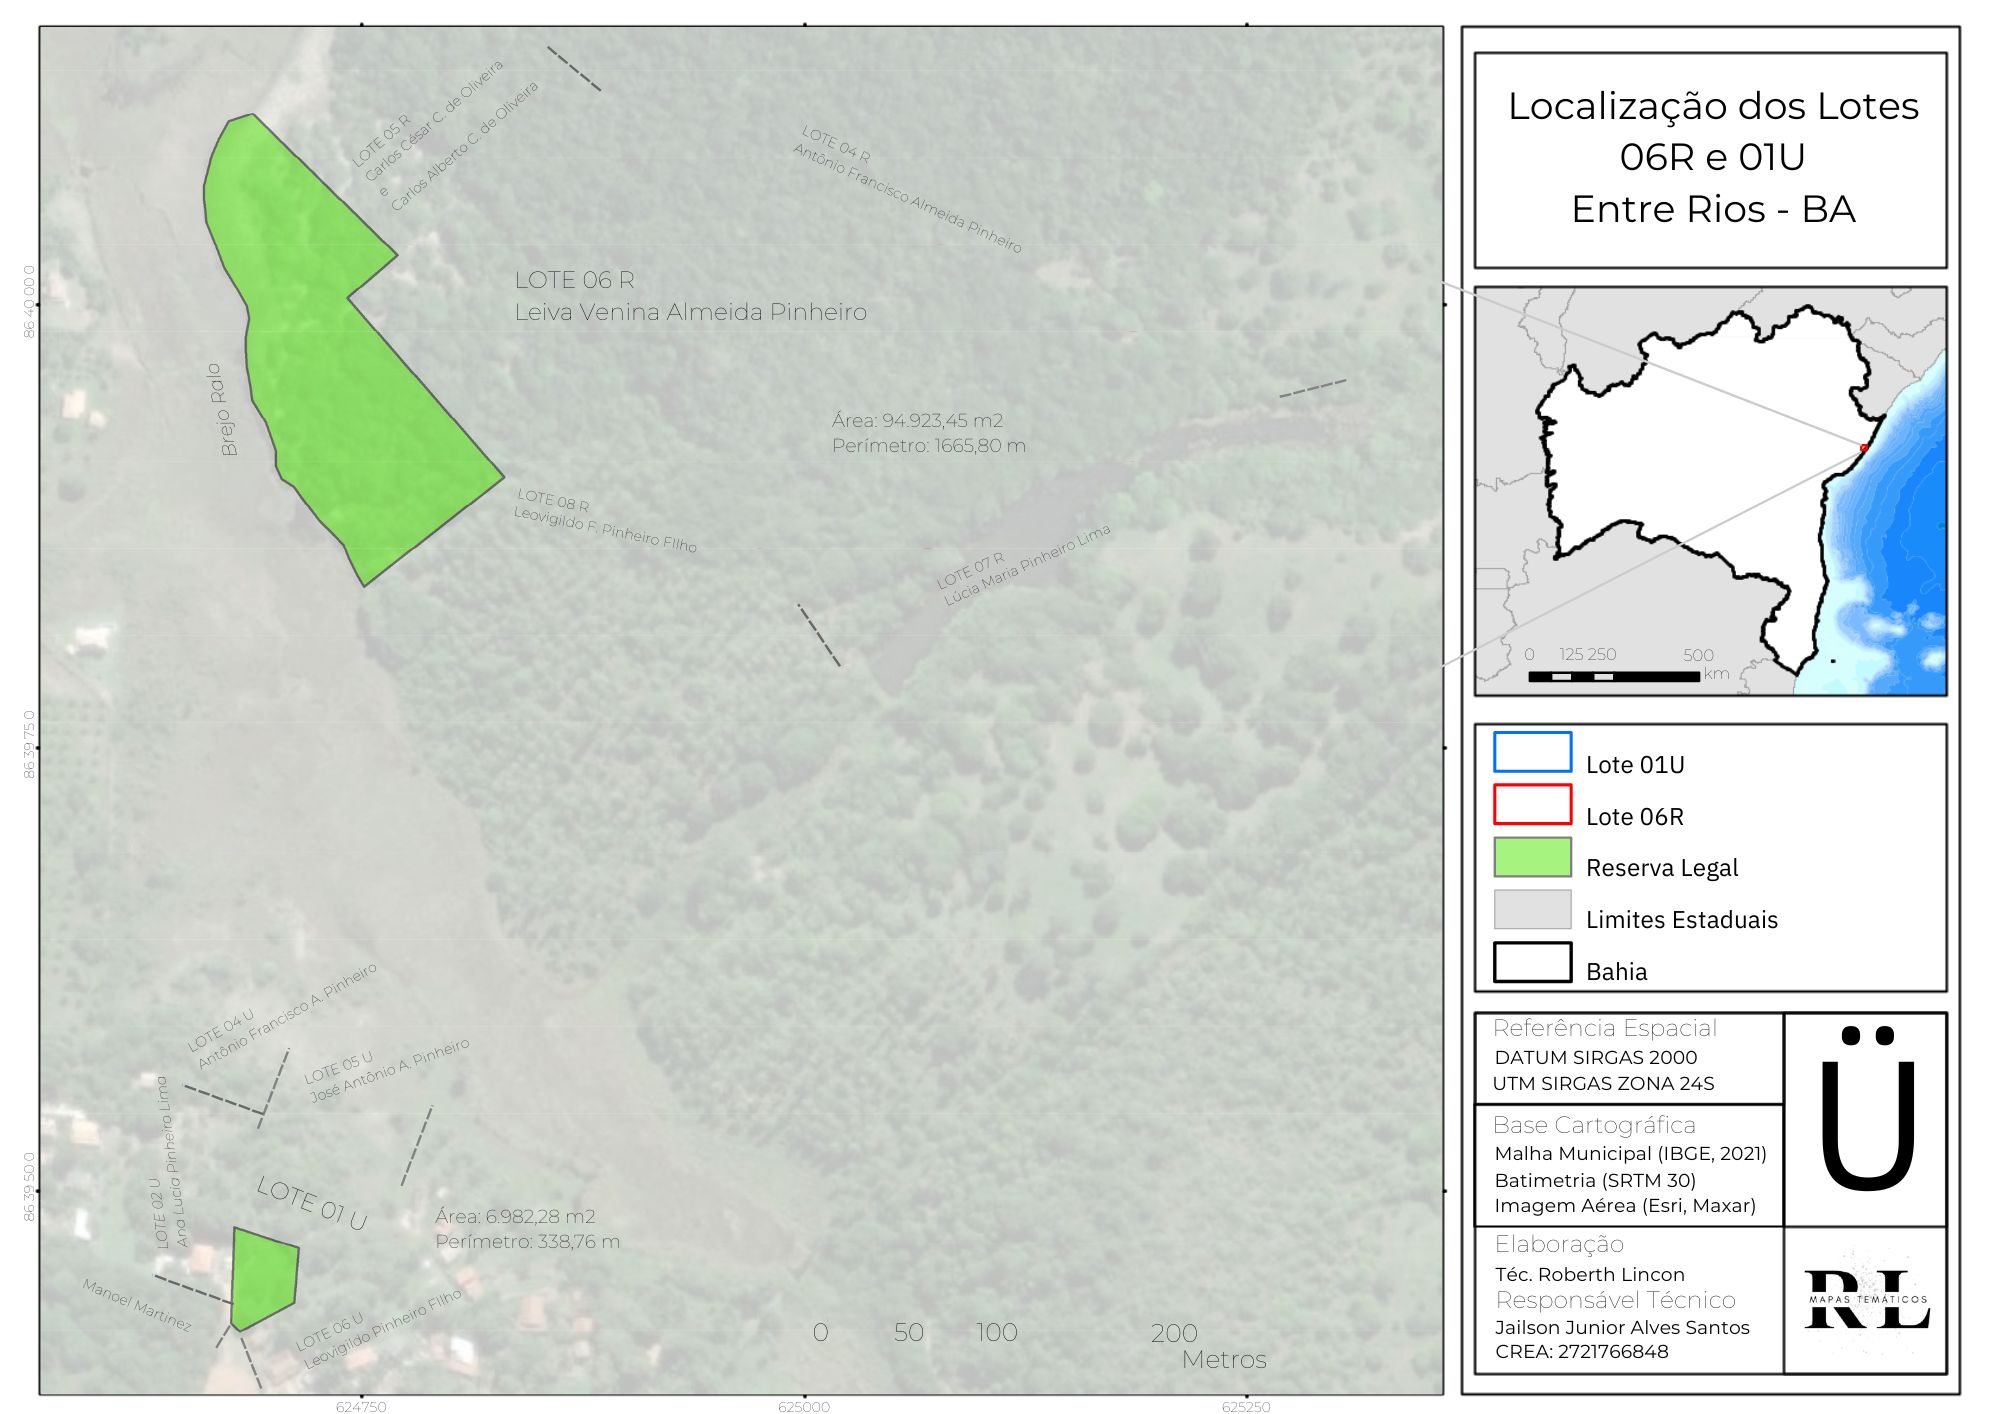 LOTE 05 R
Carlos César C. de Oliveira
e
Carlos Alberto C. de Oliveira
LOTE 04 R
Antônio Francisco Almeida Pinheiro
LOTE 06 R
Leiva Venina Almeida Pinheiro
Brejo Ralo
Área: 94.923,45 m2
Perímetro: 1665,80 m
LOTE 08 R
Leovigildo F. Pinheiro FIlho
LOTE 07 R
Lúcia Maria Pinheiro Lima
LOTE 04 U
Antônio Francisco A. Pinheiro
LOTE 05 U
José Antônio A. Pinheiro
LOTE 02 U
Ana Lucia Pinheiro Lima
LOTE 01 U
Área: 6.982,28 m2
Perímetro: 338,76 m
Manoel Martinez
LOTE 06 U
Leovigildo Pinheiro FIlho
0 50 100 200
Metros
8640000
8639750
8639500
624750 625000 625250
Localização dos Lotes
06R e 01U
Entre Rios - BA
0 125 250 500
km
Lote 01U
Lote 06R
Reserva Legal
Limites Estaduais
Bahia
Referência Espacial
DATUM SIRGAS 2000
UTM SIRGAS ZONA 24S
Base Cartográfica
Malha Municipal (IBGE, 2021)
Batimetria (SRTM 30)
Imagem Aérea (Esri, Maxar)
Elaboração
Téc. Roberth Lincon
Responsável Técnico
Jailson Junior Alves Santos
CREA: 2721766848
Ü
RL
MAPAS TEMÁTICOS